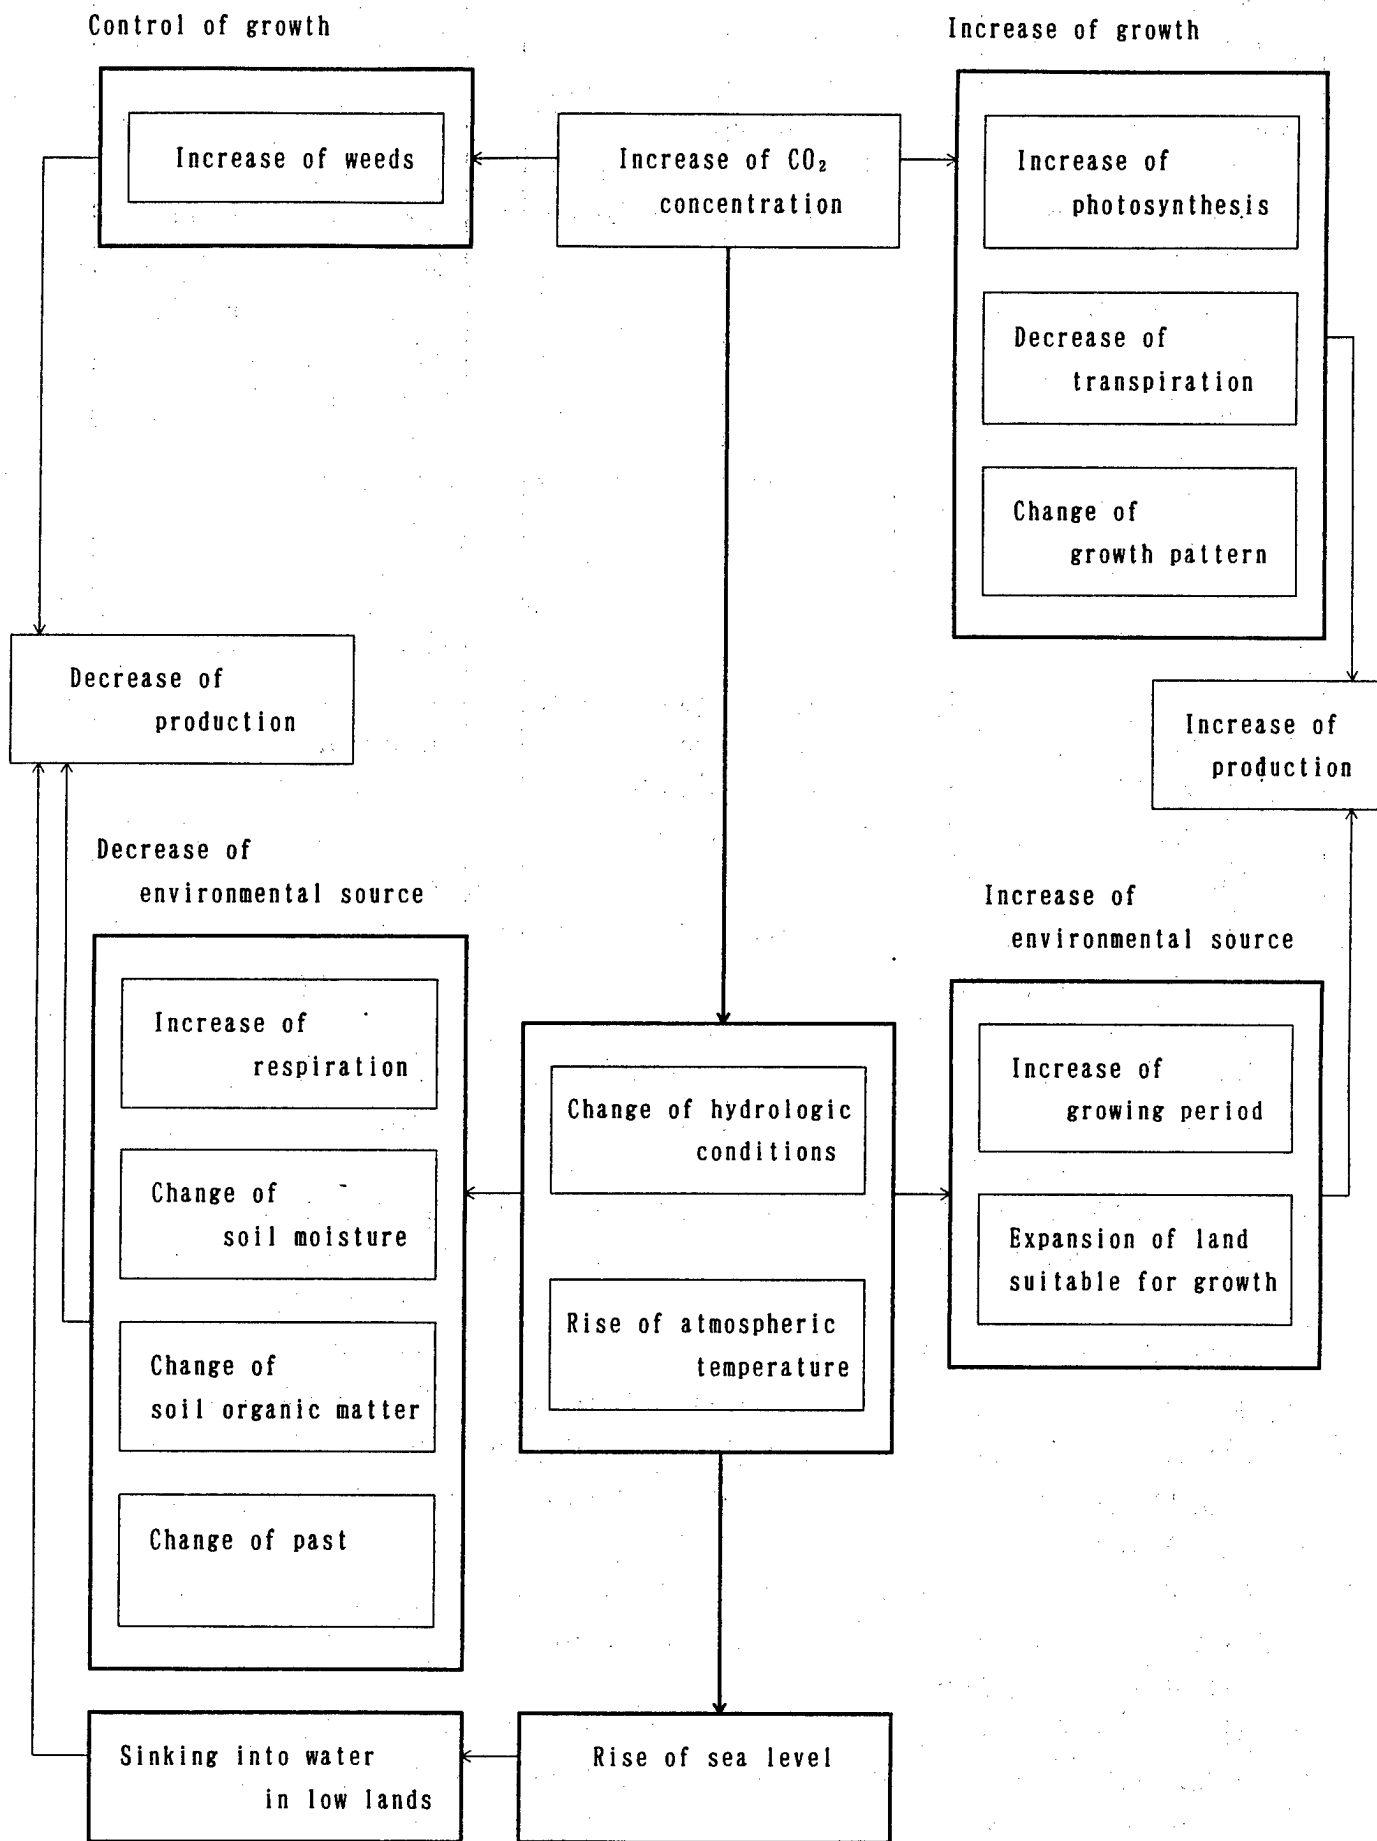 Control of growth
Increase of growth
Increase of weeds
Increase of CO₂
concentration
Increase of
photosynthesis
Decrease of
transpiration
Change of
growth pattern
Decrease of
production
Increase of
production
Decrease of
environmental source
Increase of
environmental source
Increase of
respiration
Change of
soil moisture
Change of
soil organic matter
Change of past
Change of hydrologic
conditions
Rise of atmospheric
temperature
Increase of
growing period
Expansion of land
suitable for growth
Sinking into water
in low lands
Rise of sea level